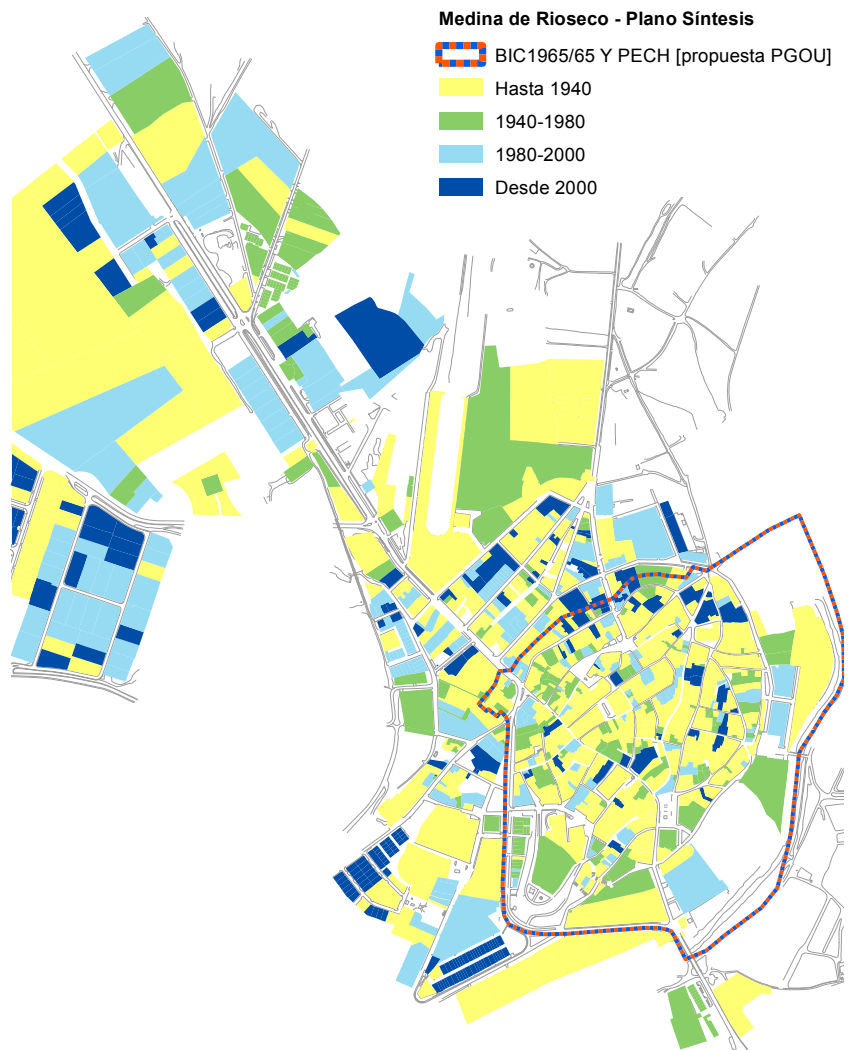 Medina de Rioseco - Plano Síntesis
BIC1965/65 Y PECH [propuesta PGOU]
Hasta 1940
1940-1980
1980-2000
Desde 2000